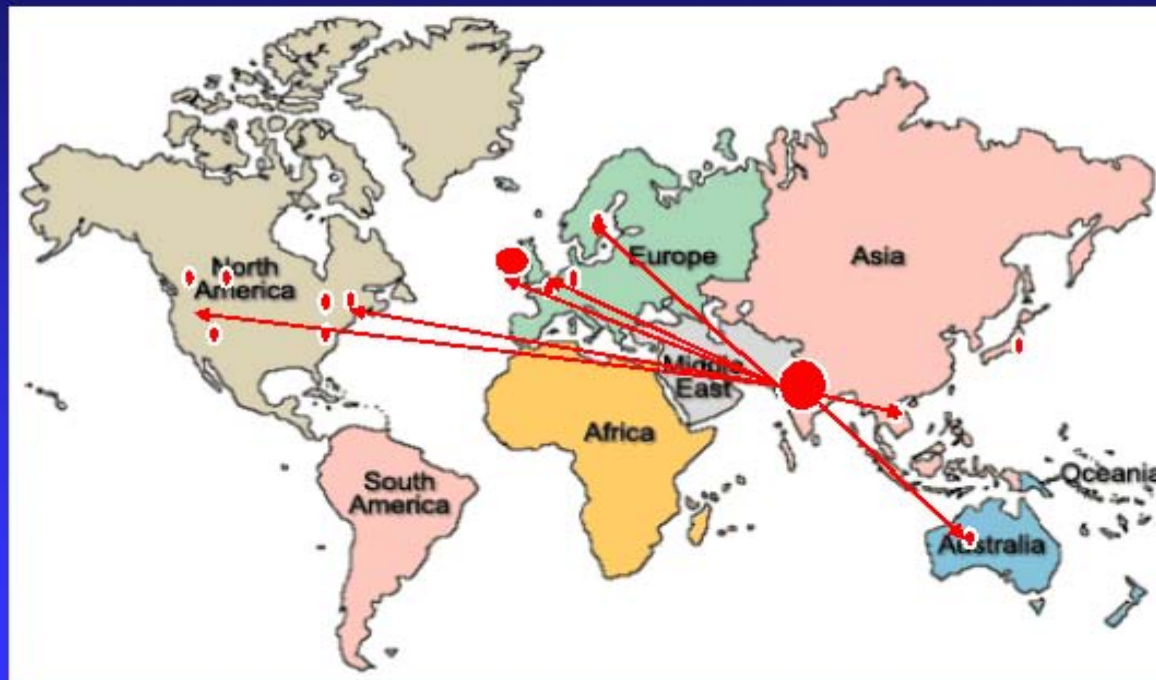 North
America
Europe
Asia
Middle
East
Africa
South
America
Oceania
Australia